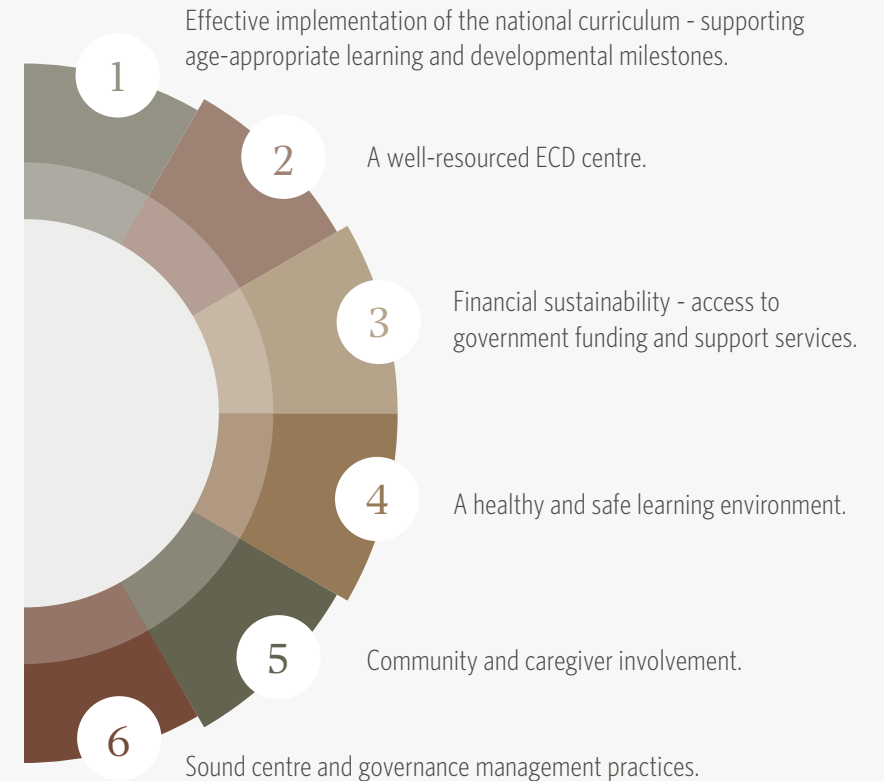 Effective implementation of the national curriculum - supporting
age-appropriate learning and developmental milestones.
1
2
A well-resourced ECD centre.
3
Financial sustainability - access to
government funding and support services.
4
A healthy and safe learning environment.
5
Community and caregiver involvement.
6
Sound centre and governance management practices.